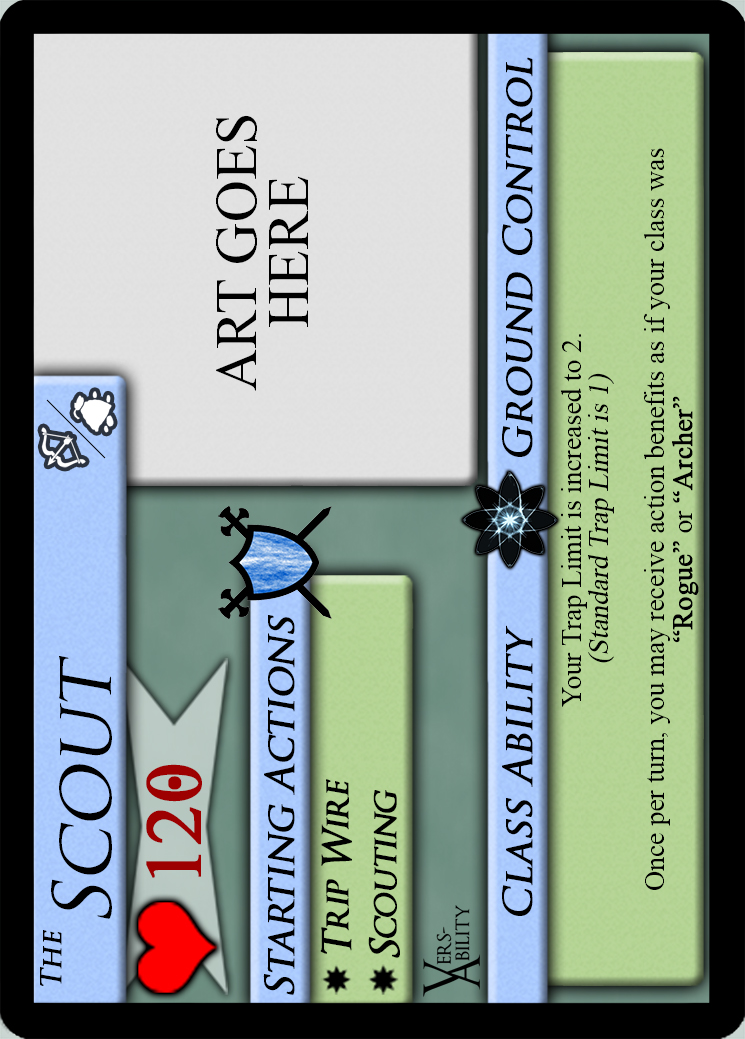 THE
SCOUT
120
ART GOES
HERE
STARTING ACTIONS
TRIP WIRE
SCOUTING
VERS-
ABILITY
CLASS ABILITY GROUND CONTROL
Your Trap Limit is increased to 2.
(Standard Trap Limit is 1)
Once per turn, you may receive action benefits as if your class was
“Rogue” or “Archer”